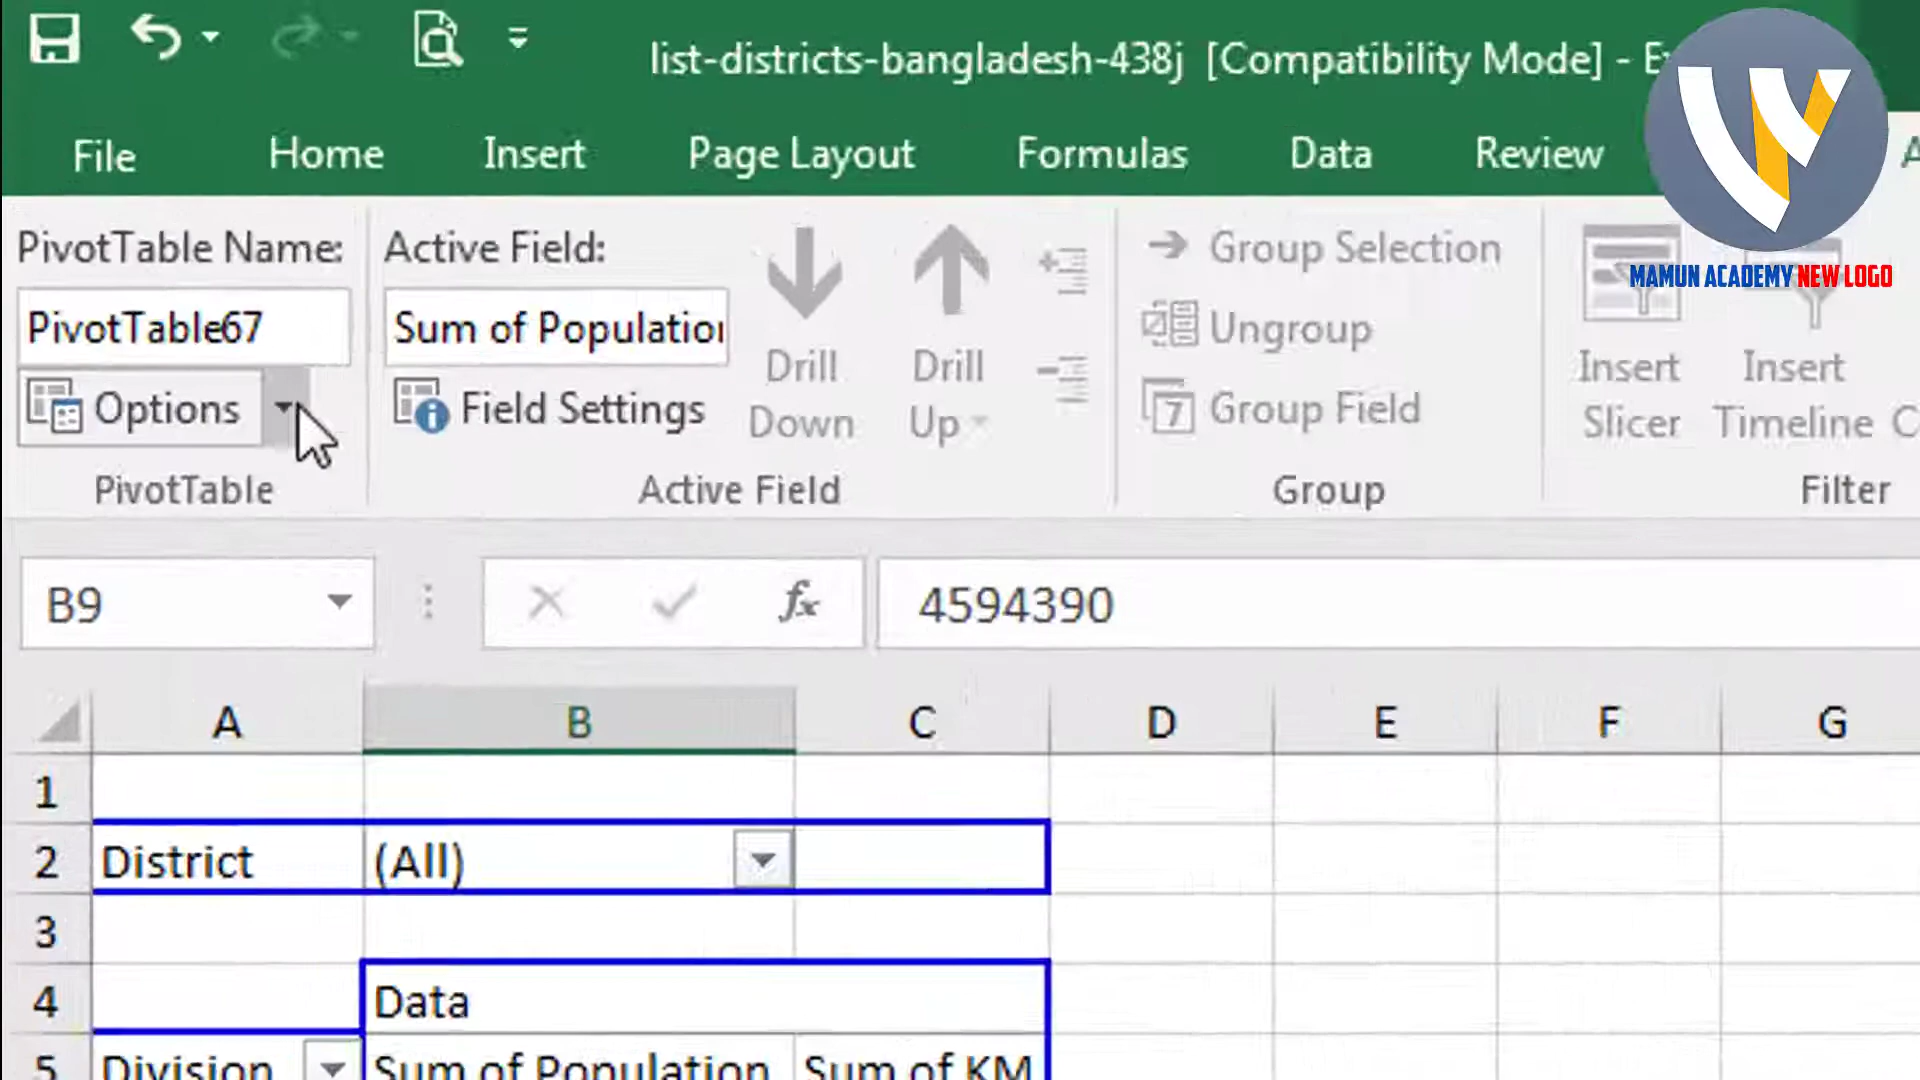 list-districts-bangladesh-438j [Compatibility Mode] -
File Home Insert Page Layout Formulas Data Review
PivotTable Name:
PivotTable67
Options
PivotTable
Active Field:
Sum of Population
Field Settings
Drill Down
Drill Up
Active Field
Group Selection
Ungroup
7 Group Field
Group
Insert Slicer
Insert Timeline
Filter
MAMUN ACADEMY NEW LOGO
B9 fx 4594390
A B C D E F G
1
2 District (All)
3
4 Data
5 Division Sum of Population Sum of KM